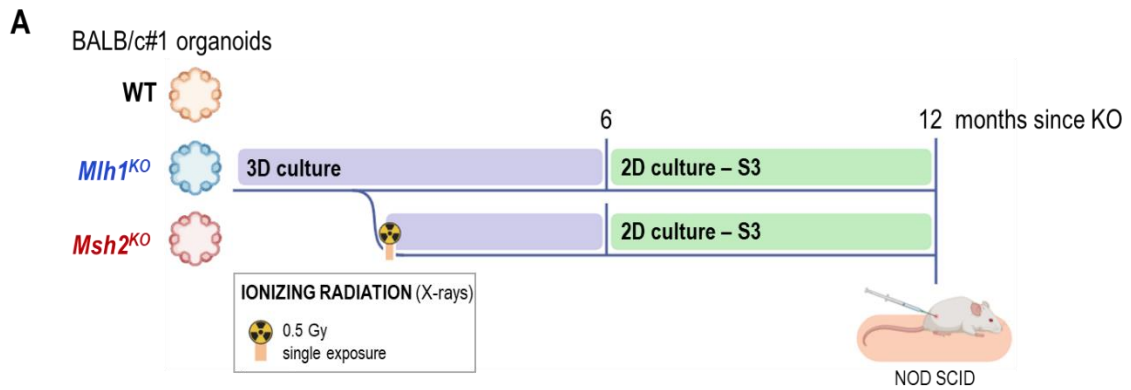 A
BALB/c#1 organoids
WT
6
12 months since KO
Mlh1KO
3D culture
2D culture – S3
Msh2KO
2D culture – S3
IONIZING RADIATION (X-rays)
0.5 Gy
single exposure
NOD SCID